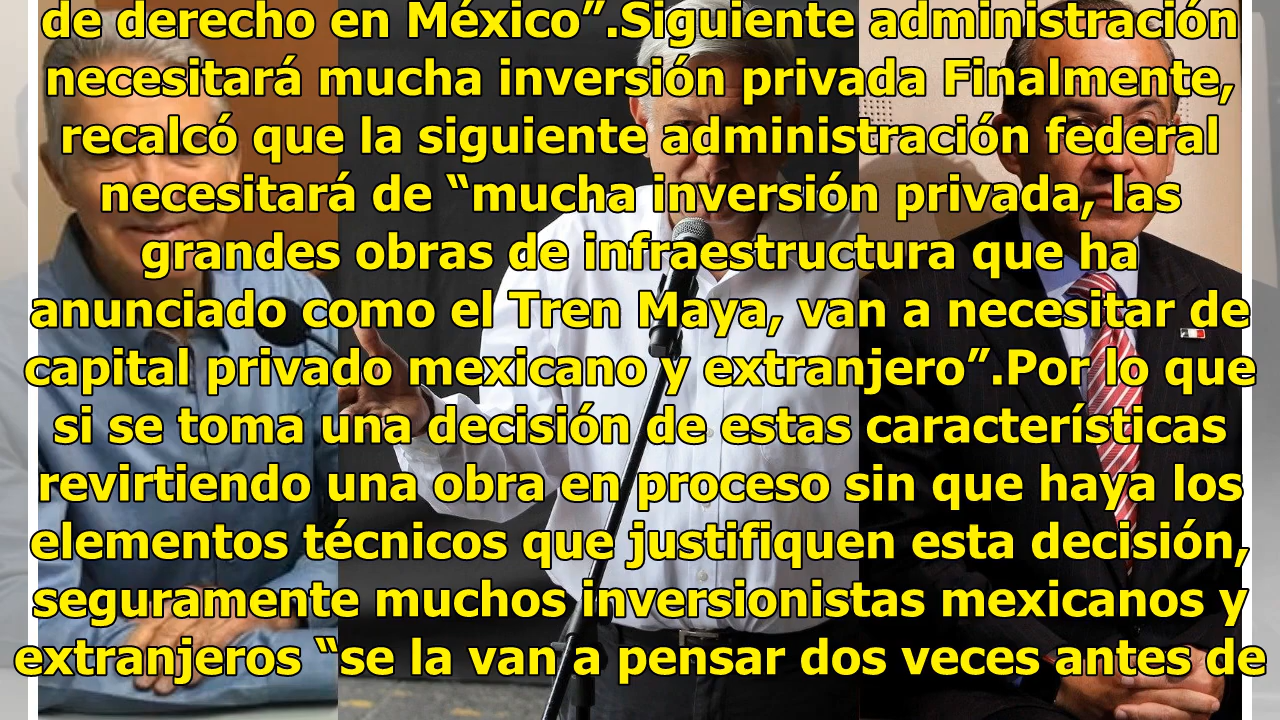 de derecho en México”.Siguiente administración
necesitará mucha inversión privada Finalmente,
recalcó que la siguiente administración federal
necesitará de “mucha inversión privada, las
grandes obras de infraestructura que ha
anunciado como el Tren Maya, van a necesitar de
capital privado mexicano y extranjero”.Por lo que
si se toma una decisión de estas características
revirtiendo una obra en proceso sin que haya los
elementos técnicos que justifiquen esta decisión,
seguramente muchos inversionistas mexicanos y
extranjeros “se la van a pensar dos veces antes de